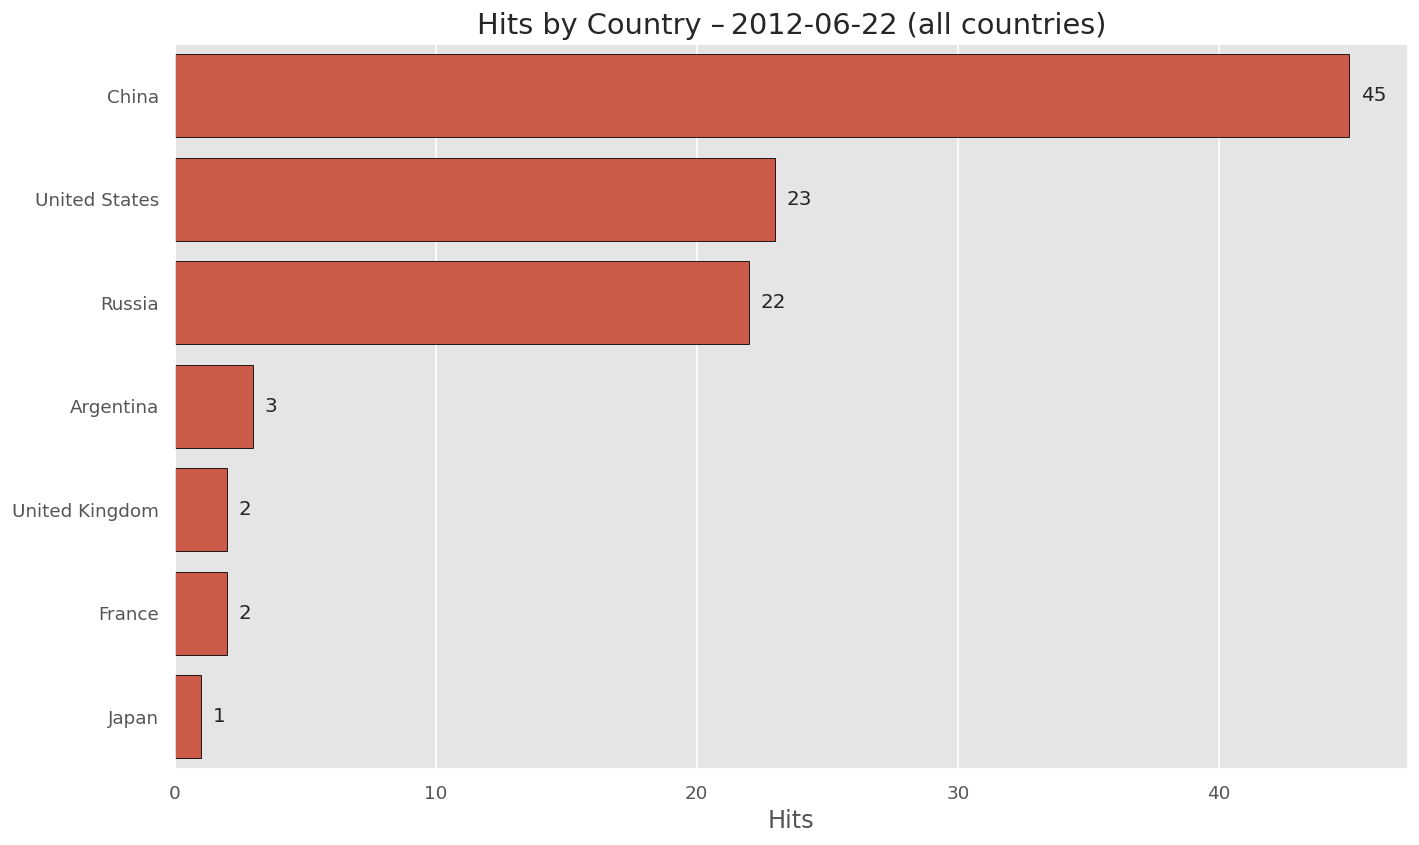 Hits by Country – 2012-06-22 (all countries)
China
45
United States
23
Russia
22
Argentina
3
United Kingdom
2
France
2
Japan
1
0
10
20
30
40
Hits